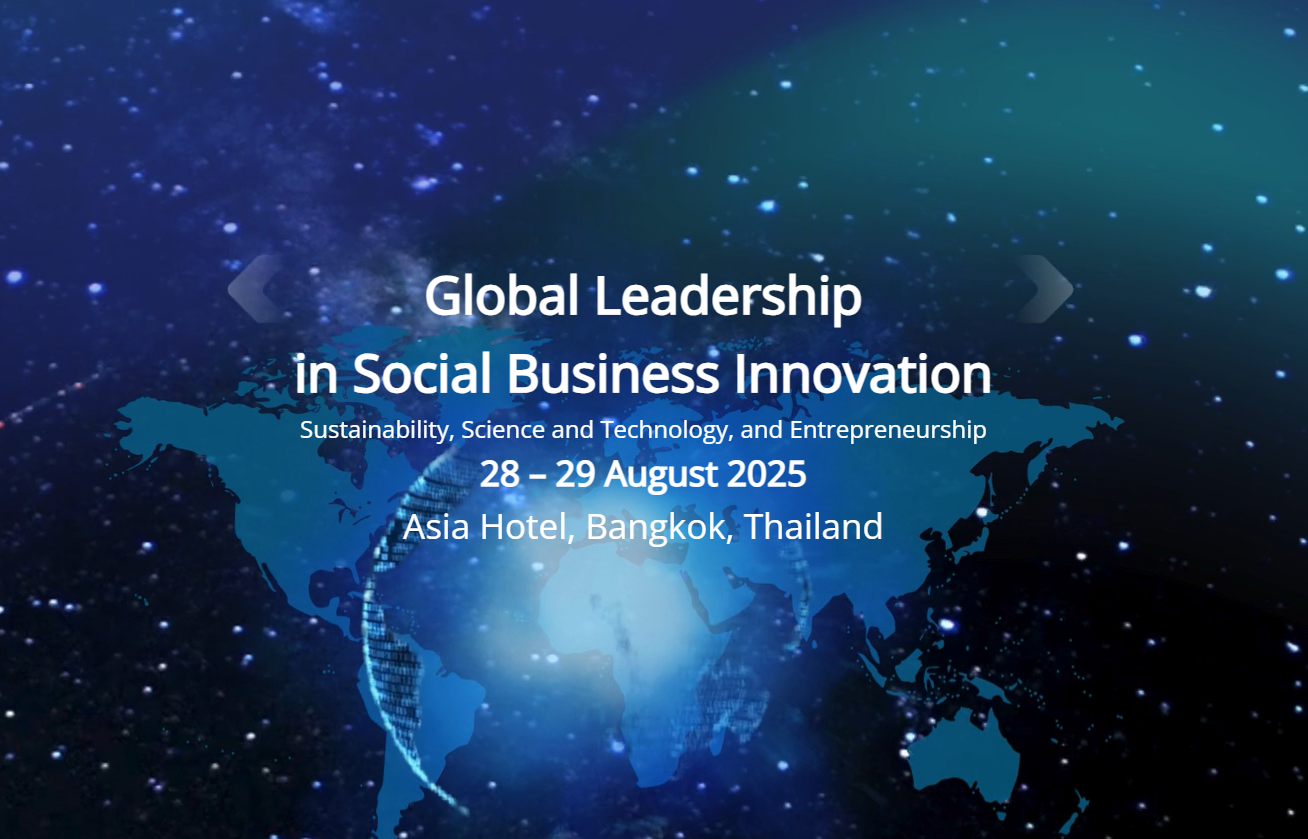 Global Leadership
in Social Business Innovation
Sustainability, Science and Technology, and Entrepreneurship
28 – 29 August 2025
Asia Hotel, Bangkok, Thailand